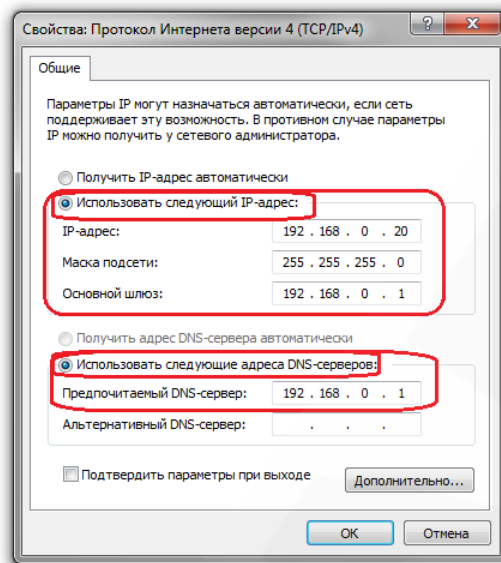 Свойства: Протокол Интернета версии 4 (TCP/IPv4)
Общие
Параметры IP могут назначаться автоматически, если сеть
поддерживает эту возможность. В противном случае параметры
IP можно получить у сетевого администратора.
Получить IP-адрес автоматически
Использовать следующий IP-адрес:
IP-адрес: 192 . 168 . 0 . 20
Маска подсети: 255 . 255 . 255 . 0
Основной шлюз: 192 . 168 . 0 . 1
Получить адрес DNS-сервера автоматически
Использовать следующие адреса DNS-серверов:
Предпочитаемый DNS-сервер: 192 . 168 . 0 . 1
Альтернативный DNS-сервер: . . .
Подтвердить параметры при выходе
Дополнительно...
OK Отмена